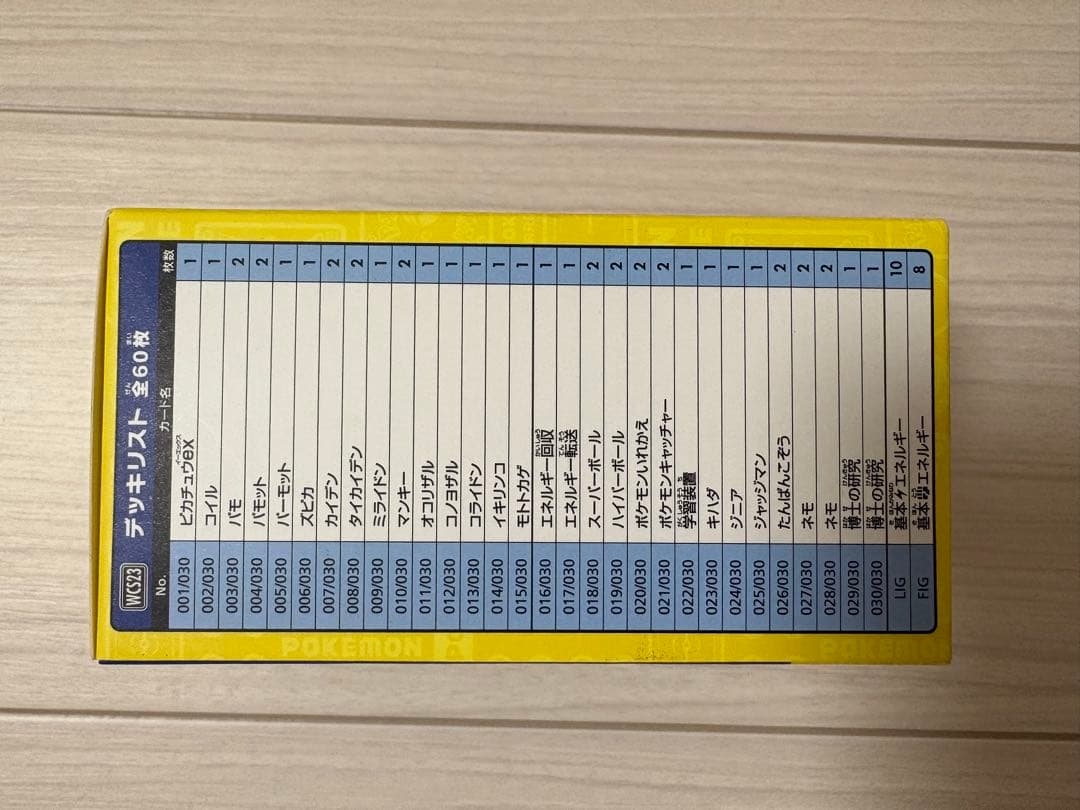 WCS23 デッキリスト 全60枚
No. カード名 枚数
001/030 ピカチュウex 1
002/030 コイル 1
003/030 パモ 2
004/030 パモット 2
005/030 パーモット 1
006/030 ズピカ 1
007/030 カイデン 2
008/030 タイカイデン 2
009/030 ミライドン 1
010/030 マンキー 2
011/030 オコリザル 1
012/030 コノヨザル 1
013/030 コライドン 1
014/030 イキリンコ 1
015/030 モトトカゲ 1
016/030 エネルギー回収 1
017/030 エネルギー転送 1
018/030 スーパーボール 2
019/030 ハイパーボール 2
020/030 ポケモンいれかえ 2
021/030 ポケモンキャッチャー 2
022/030 学習装置 1
023/030 キハダ 1
024/030 ジニア 1
025/030 ジャッジマン 1
026/030 たんぱんこぞう 2
027/030 ネモ 2
028/030 ネモ 2
029/030 博士の研究 1
030/030 博士の研究 1
LIG 基本エネルギー 10
FIG 基本闘エネルギー 8
POKÉMON
POKÉMON